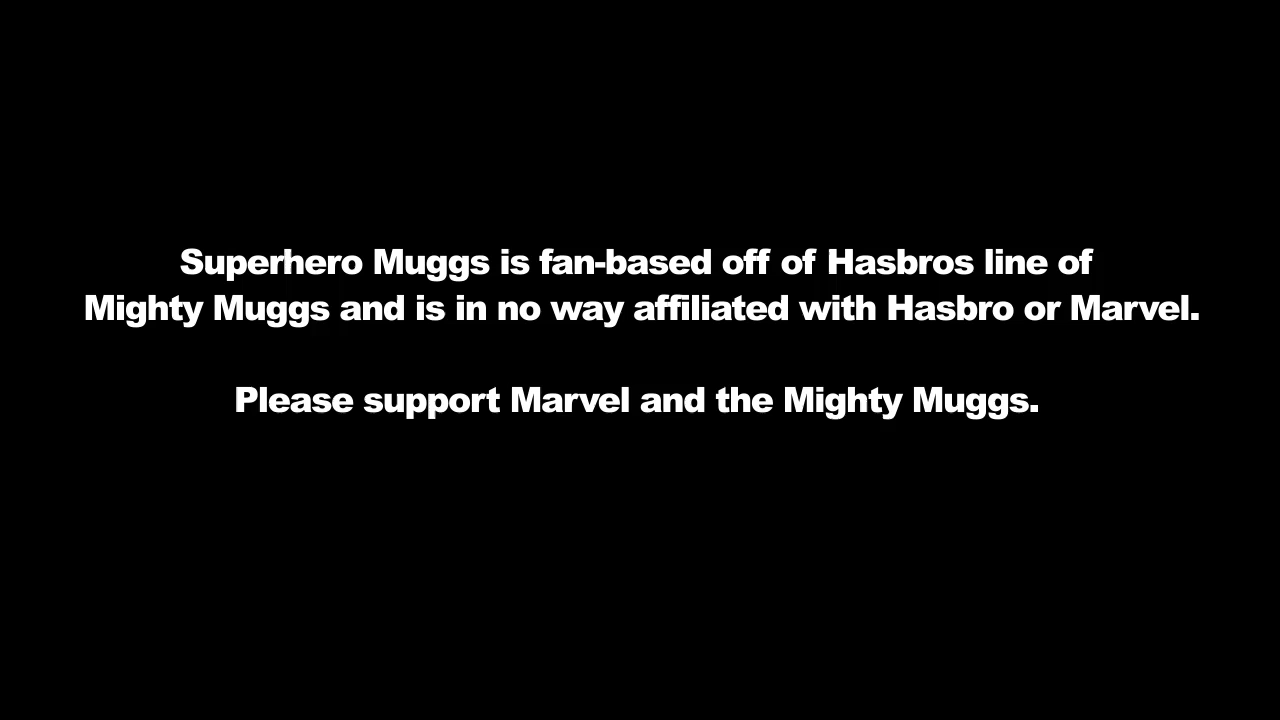 Superhero Muggs is fan-based off of Hasbros line of
Mighty Muggs and is in no way affiliated with Hasbro or Marvel.
Please support Marvel and the Mighty Muggs.